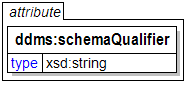 attribute
ddms:schemaQualifier
type xsd:string